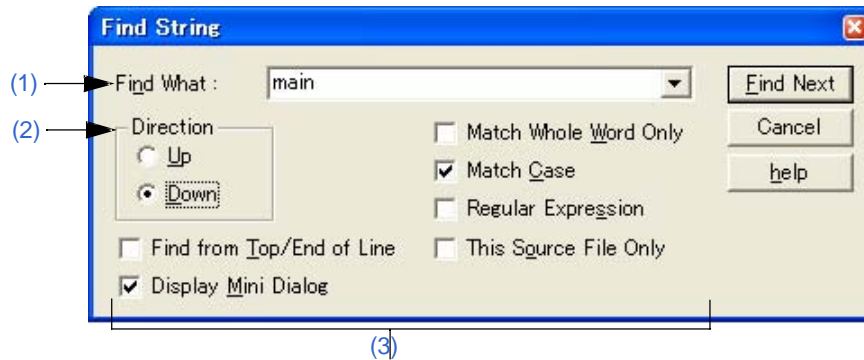 Find String
(1) Find What : main Find Next
(2) Direction Match Whole Word Only Cancel
Up Match Case help
Down Regular Expression
Find from Top/End of Line This Source File Only
Display Mini Dialog
(3)